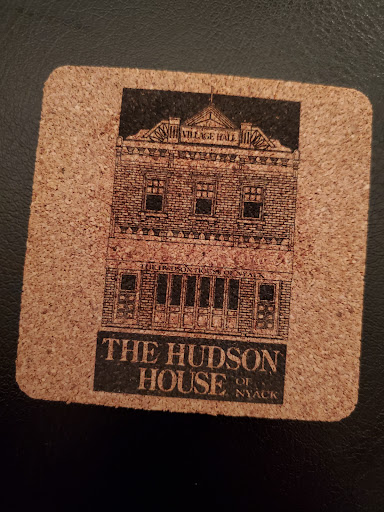 VILLAGE HALL
THE HUDSON
HOUSE OF
NYACK